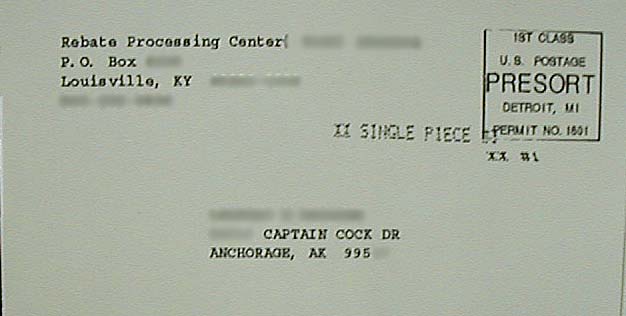 Rebate Processing Center
P.O. Box
Louisville, KY
1ST CLASS
U.S. POSTAGE
PRESORT
DETROIT, MI
PERMIT NO. 1601
XX SINGLE PIECE
XX #1
CAPTAIN COCK DR
ANCHORAGE, AK 995